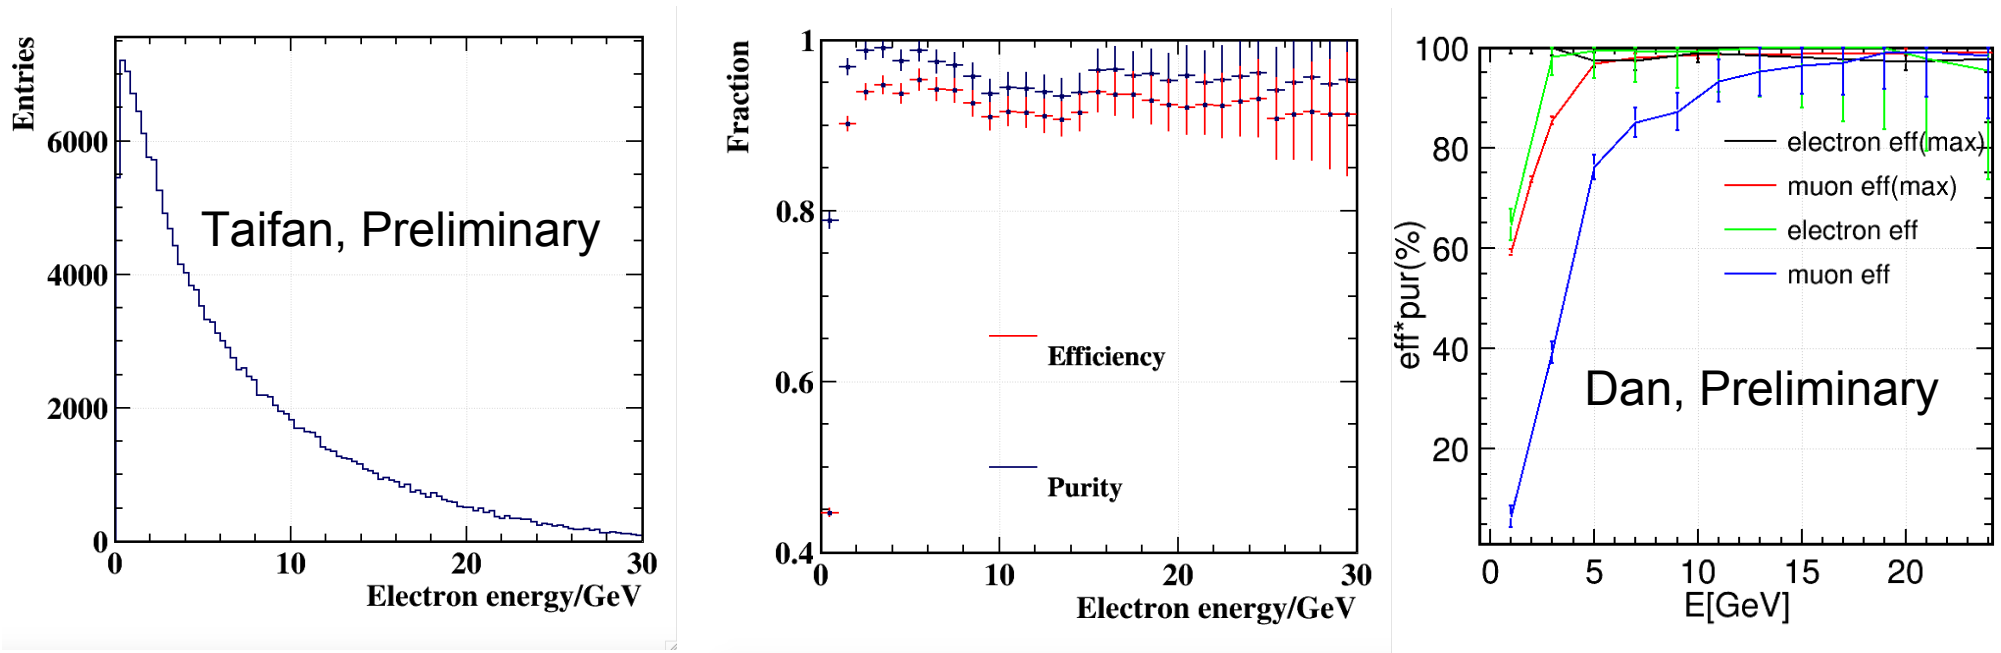 Entries
6000
4000
2000
0
0 10 20 30
Electron energy/GeV
Taifan, Preliminary
Fraction
1
0.8
0.6
0.4
0 10 20 30
Electron energy/GeV
Efficiency
Purity
eff*pur(%)
100
80
60
40
20
0 5 10 15 20
E[GeV]
electron eff(max)
muon eff(max)
electron eff
muon eff
Dan, Preliminary